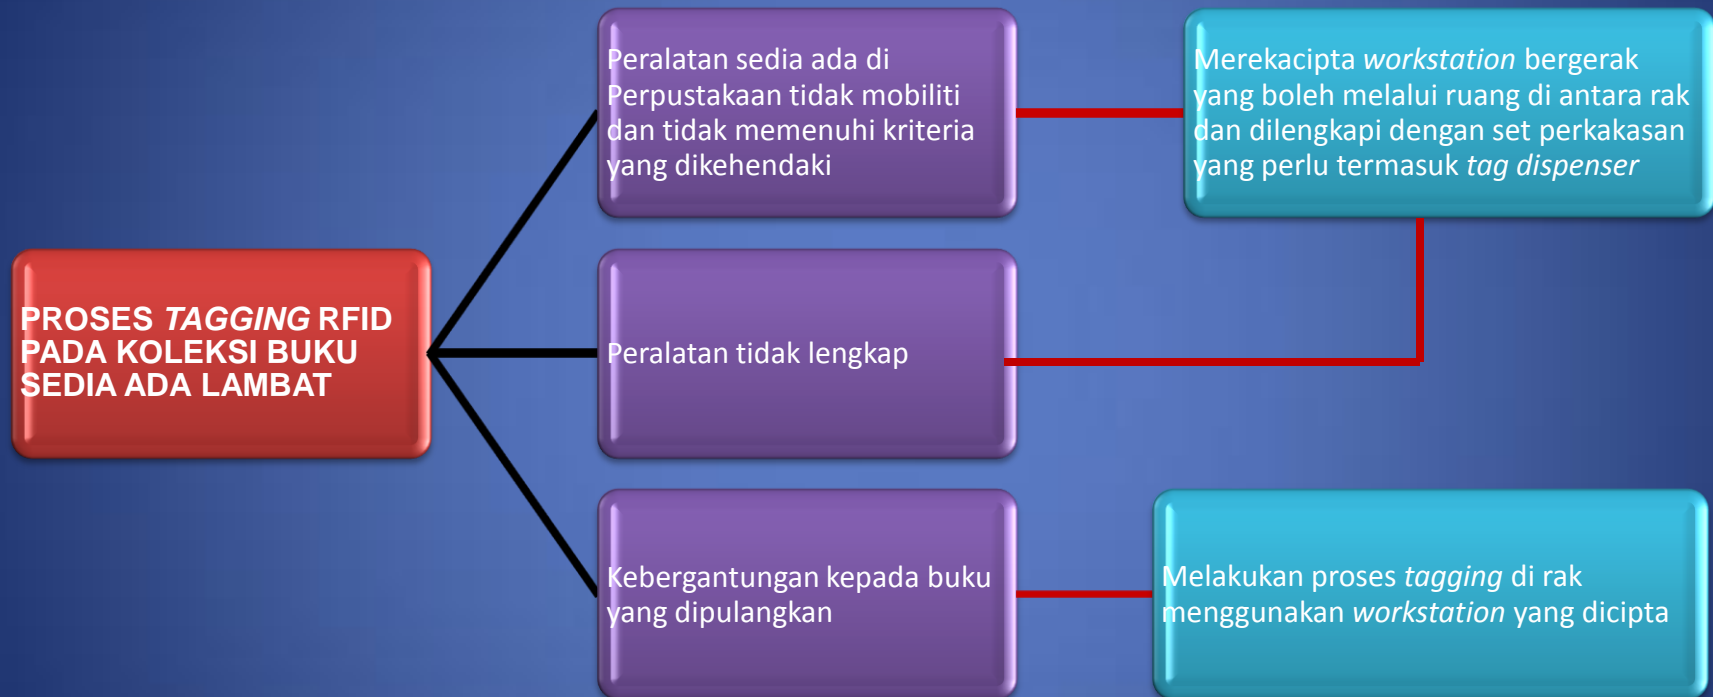 Peralatan sedia ada di
Perpustakaan tidak mobiliti
dan tidak memenuhi kriteria
yang dikehendaki
Merekacipta workstation bergerak
yang boleh melalui ruang di antara rak
dan dilengkapi dengan set perkakasan
yang perlu termasuk tag dispenser
PROSES TAGGING RFID
PADA KOLEKSI BUKU
SEDIA ADA LAMBAT
Peralatan tidak lengkap
Kebergantungan kepada buku
yang dipulangkan
Melakukan proses tagging di rak
menggunakan workstation yang dicipta